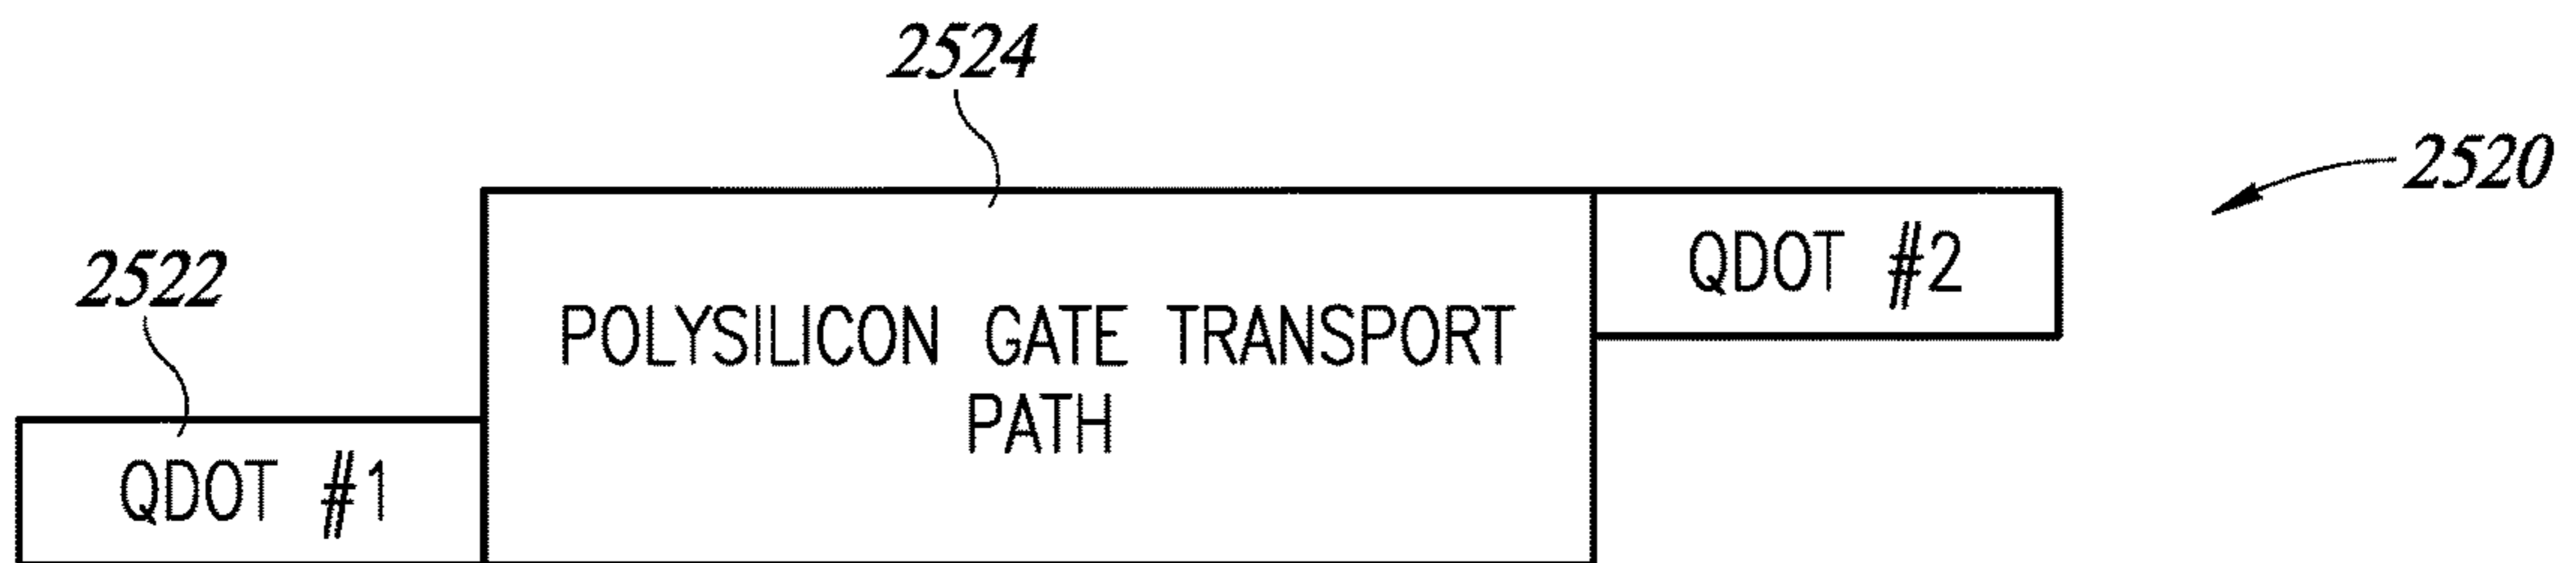 2524
2520
2522
QDOT #2
POLYSILICON GATE TRANSPORT
PATH
QDOT #1